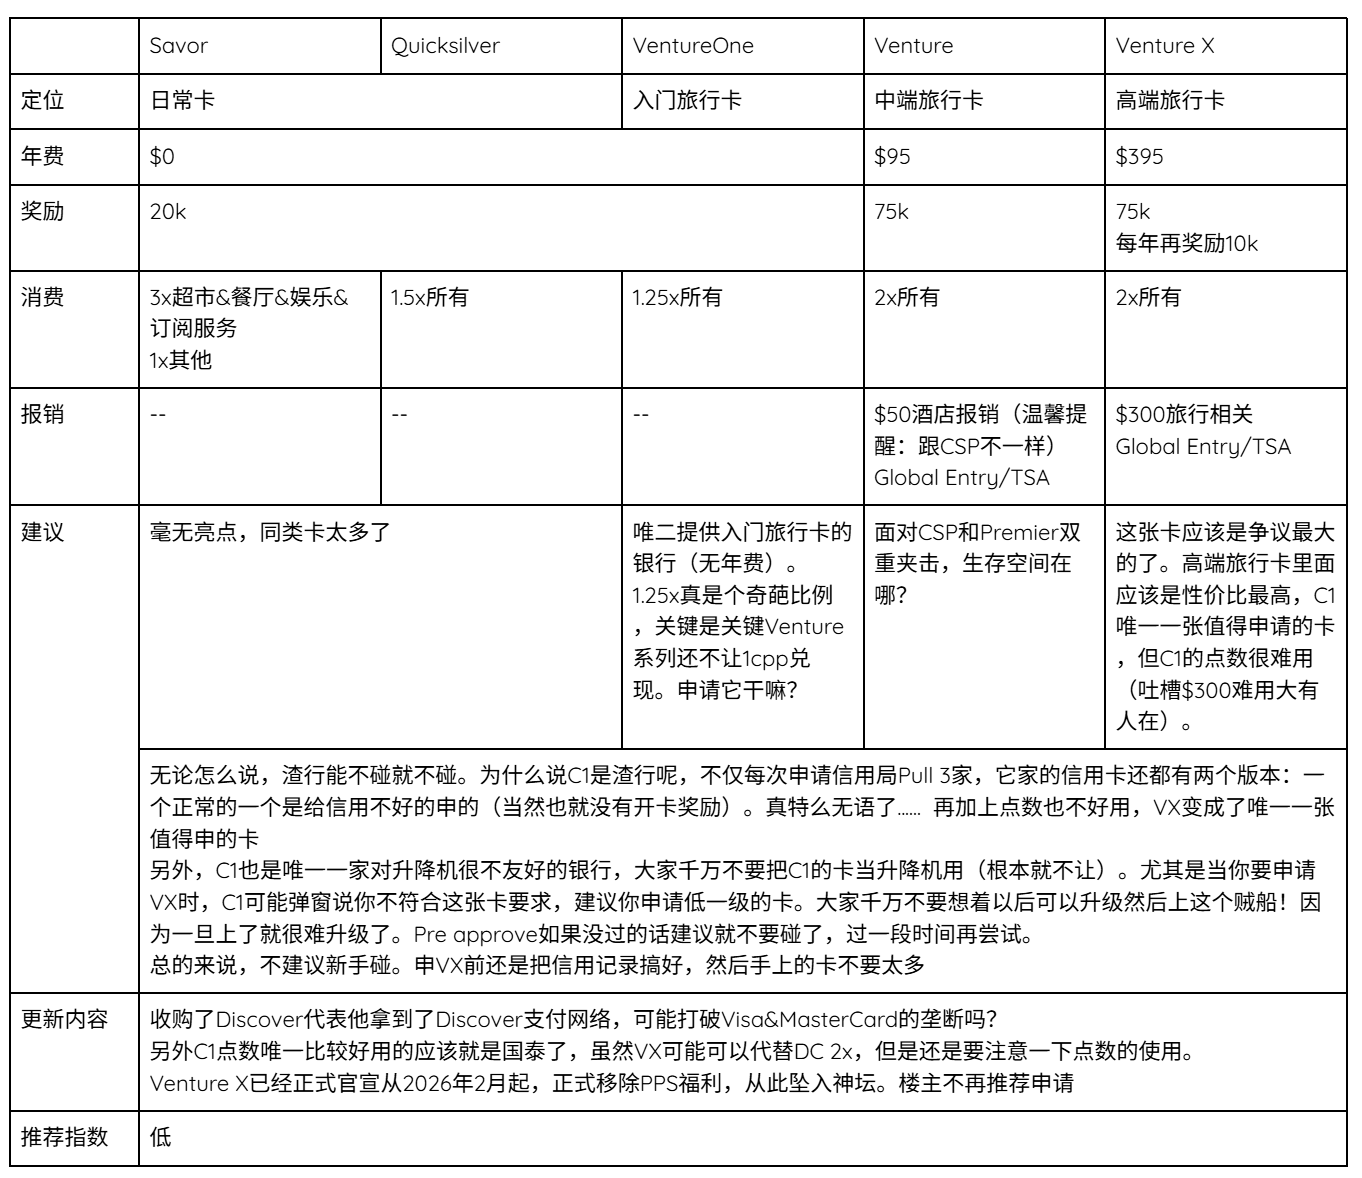 Savor
Quicksilver
VentureOne
Venture
Venture X
定位
日常卡
入门旅行卡
中端旅行卡
高端旅行卡
年费
$0
$95
$395
奖励
20k
75k
75k
每年再奖励10k
消费
3x超市&餐厅&娱乐&
订阅服务
1x其他
1.5x所有
1.25x所有
2x所有
2x所有
报销
--
--
--
$50酒店报销（温馨提
醒：跟CSP不一样）
Global Entry/TSA
$300旅行相关
Global Entry/TSA
建议
毫无亮点，同类卡太多了
唯二提供入门旅行卡的
银行（无年费）。
1.25x真是个奇葩比例
，关键是关键Venture
系列还不让1cpp兑
现。申请它干嘛？
面对CSP和Premier双
重夹击，生存空间在
哪？
这张卡应该是争议最大
的了。高端旅行卡里面
应该是性价比最高，C1
唯一一张值得申请的卡
，但C1的点数很难用
（吐槽$300难用大有
人在）。
无论怎么说，渣行能不碰就不碰。为什么说C1是渣行呢，不仅每次申请信用局Pull 3家，它家的信用卡还都有两个版本：一
个正常的一个是给信用不好的申的（当然也就没有开卡奖励）。真特么无语了…… 再加上点数也不好用，VX变成了唯一一张
值得申的卡
另外，C1也是唯一一家对升降机很不友好的银行，大家千万不要把C1的卡当升降机用（根本就不让）。尤其是当你要申请
VX时，C1可能弹窗说你不符合这张卡要求，建议你申请低一级的卡。大家千万不要想着以后可以升级然后上这个贼船！因
为一旦上了就很难升级了。Pre approve如果没过的话建议就不要碰了，过一段时间再尝试。
总的来说，不建议新手碰。申VX前还是把信用记录搞好，然后手上的卡不要太多
更新内容
收购了Discover代表他拿到了Discover支付网络，可能打破Visa&MasterCard的垄断吗？
另外C1点数唯一比较好用的应该就是国泰了，虽然VX可能可以代替DC 2x，但是还是要注意一下点数的使用。
Venture X已经正式官宣从2026年2月起，正式移除PPS福利，从此坠入神坛。楼主不再推荐申请
推荐指数
低